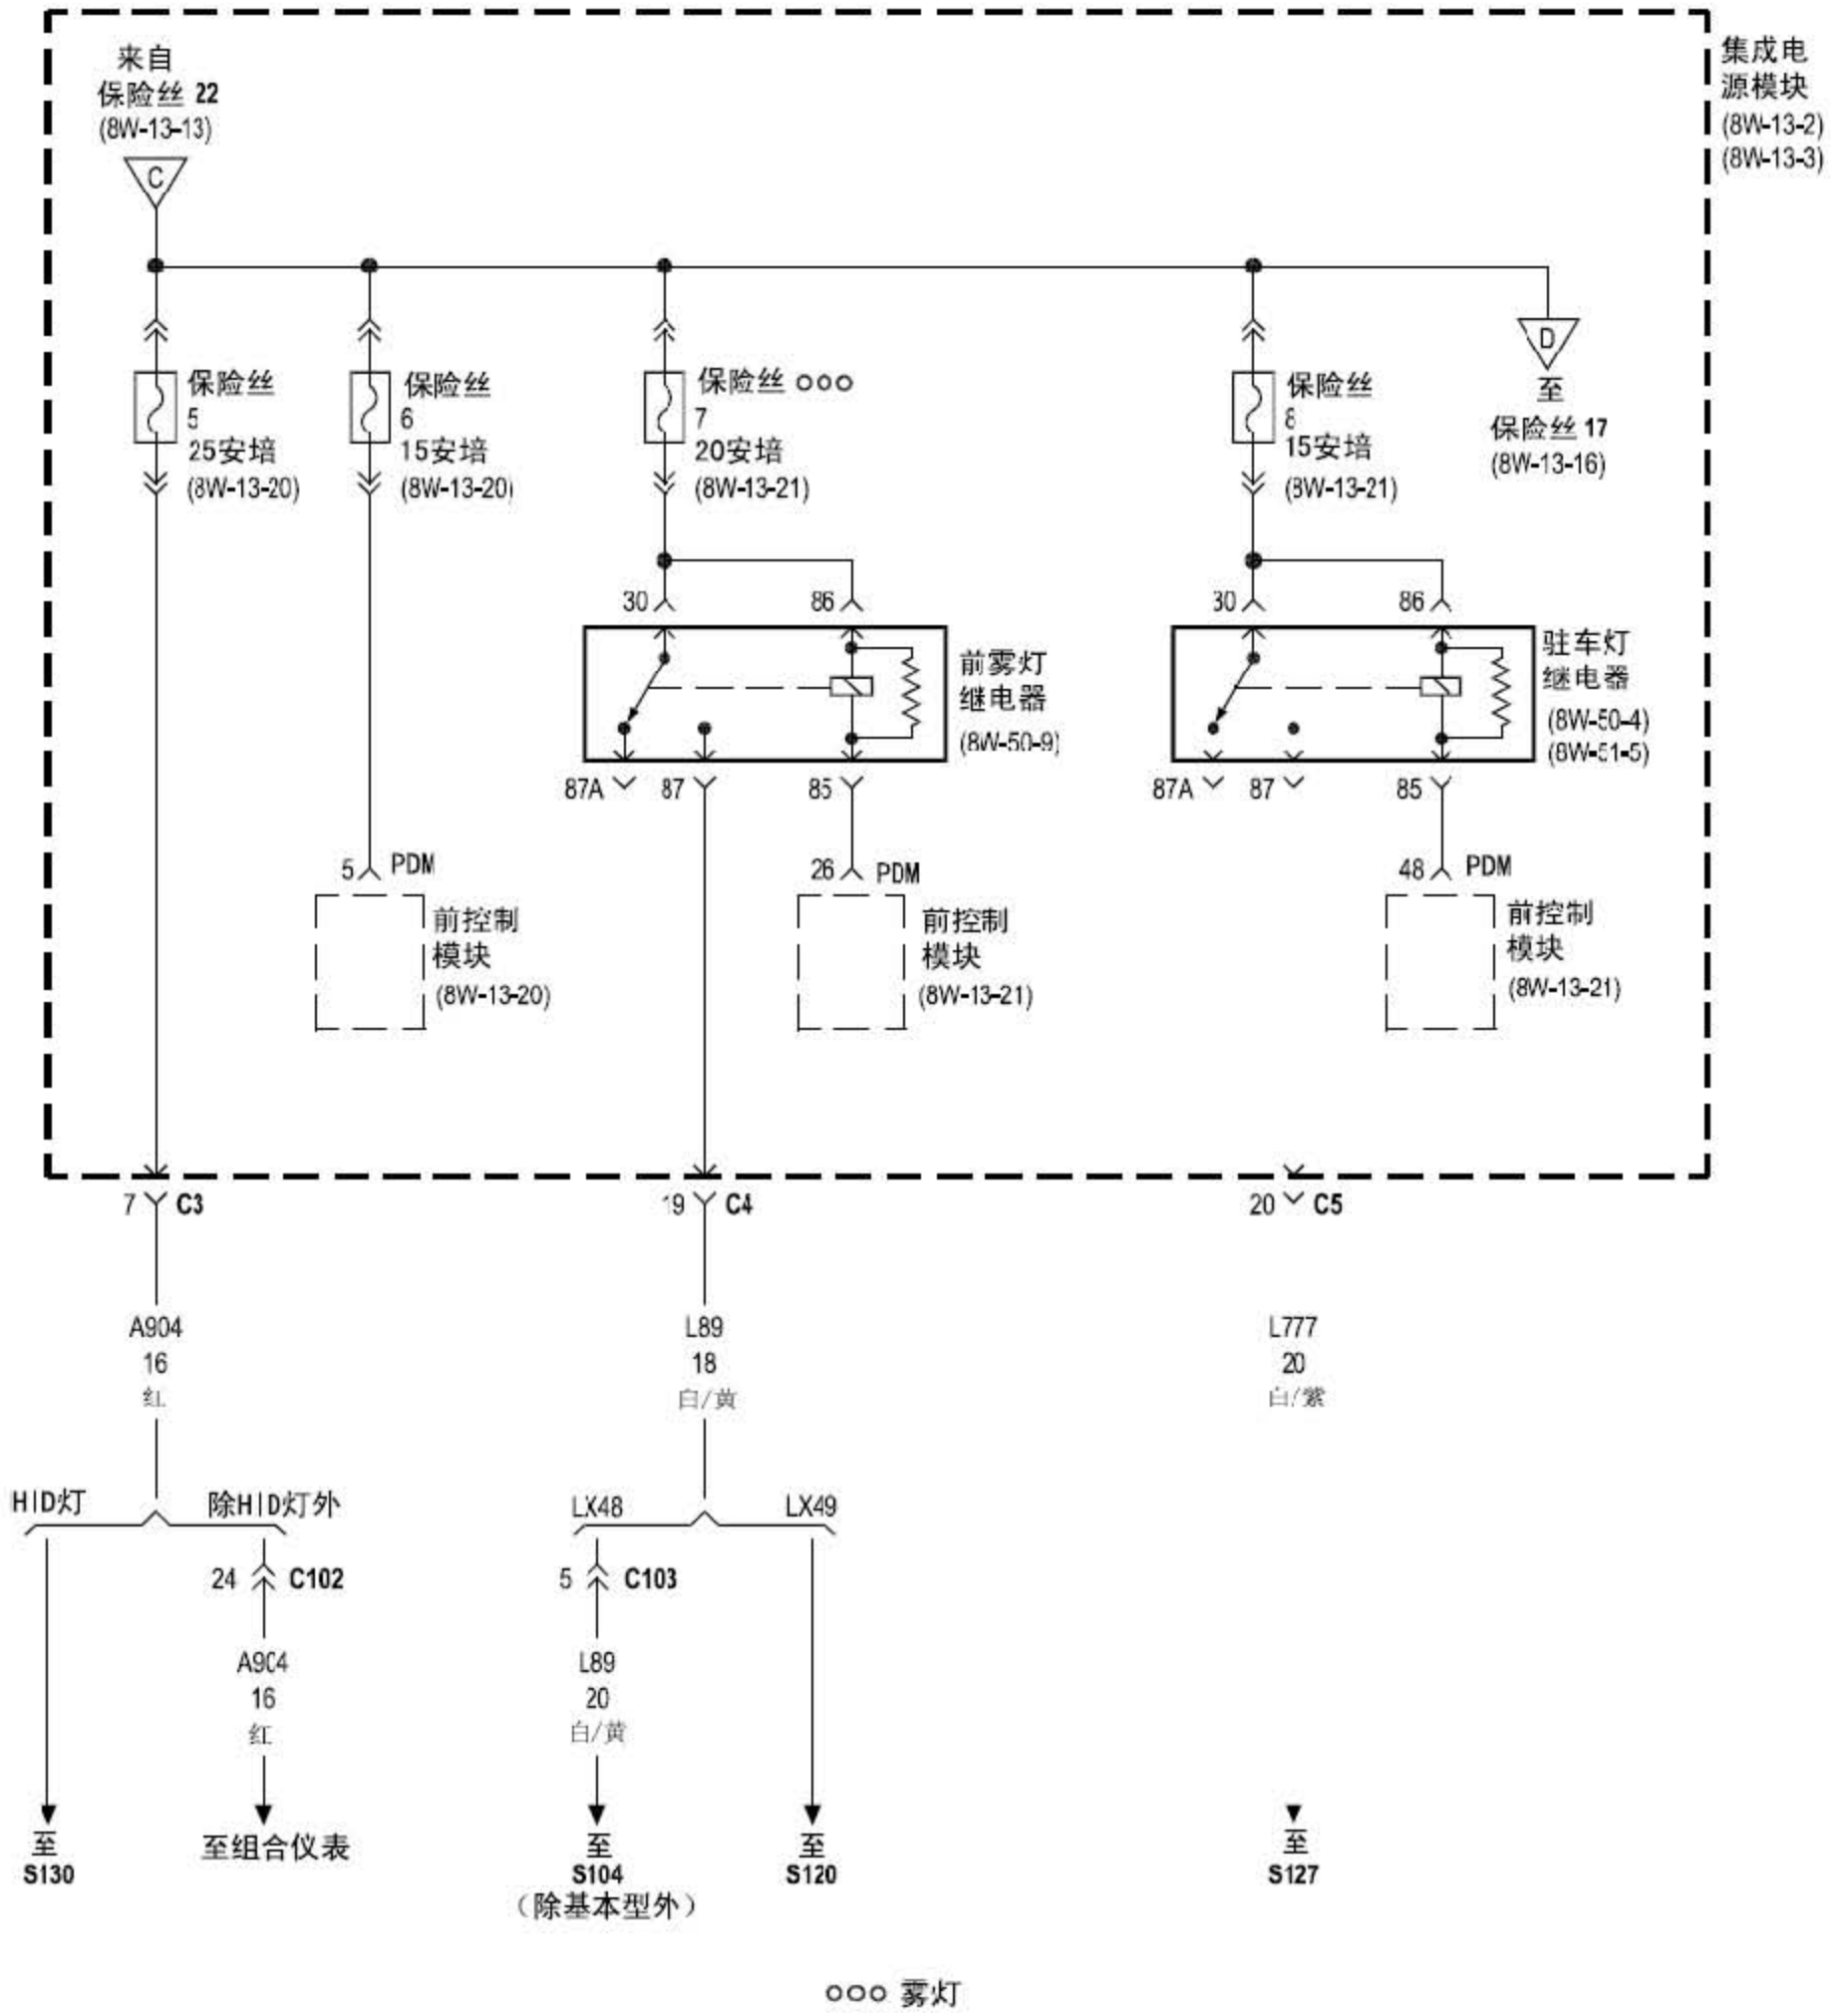 来自
保险丝 22
(8W-13-13)
C
集成电
源模块
(8W-13-2)
(8W-13-3)
保险丝
5
25安培
(8W-13-20)
保险丝
6
15安培
(8W-13-20)
保险丝 ooo
7
20安培
(8W-13-21)
保险丝
8
15安培
(8W-13-21)
D
至
保险丝 17
(8W-13-16)
30
86
30
86
前雾灯
继电器
(8W-50-9)
驻车灯
继电器
(8W-50-4)
(8W-51-5)
87A
87
85
87A
87
85
5
PDM
前控制
模块
(8W-13-20)
26
PDM
前控制
模块
(8W-13-21)
48
PDM
前控制
模块
(8W-13-21)
7
C3
19
C4
20
C5
A904
16
红
L89
18
白/黄
L777
20
白/紫
HID灯
除HID灯外
LX48
LX49
24
C102
5
C103
A904
16
红
L89
20
白/黄
至
S130
至组合仪表
至
S104
（除基本型外）
至
S120
至
S127
ooo 雾灯